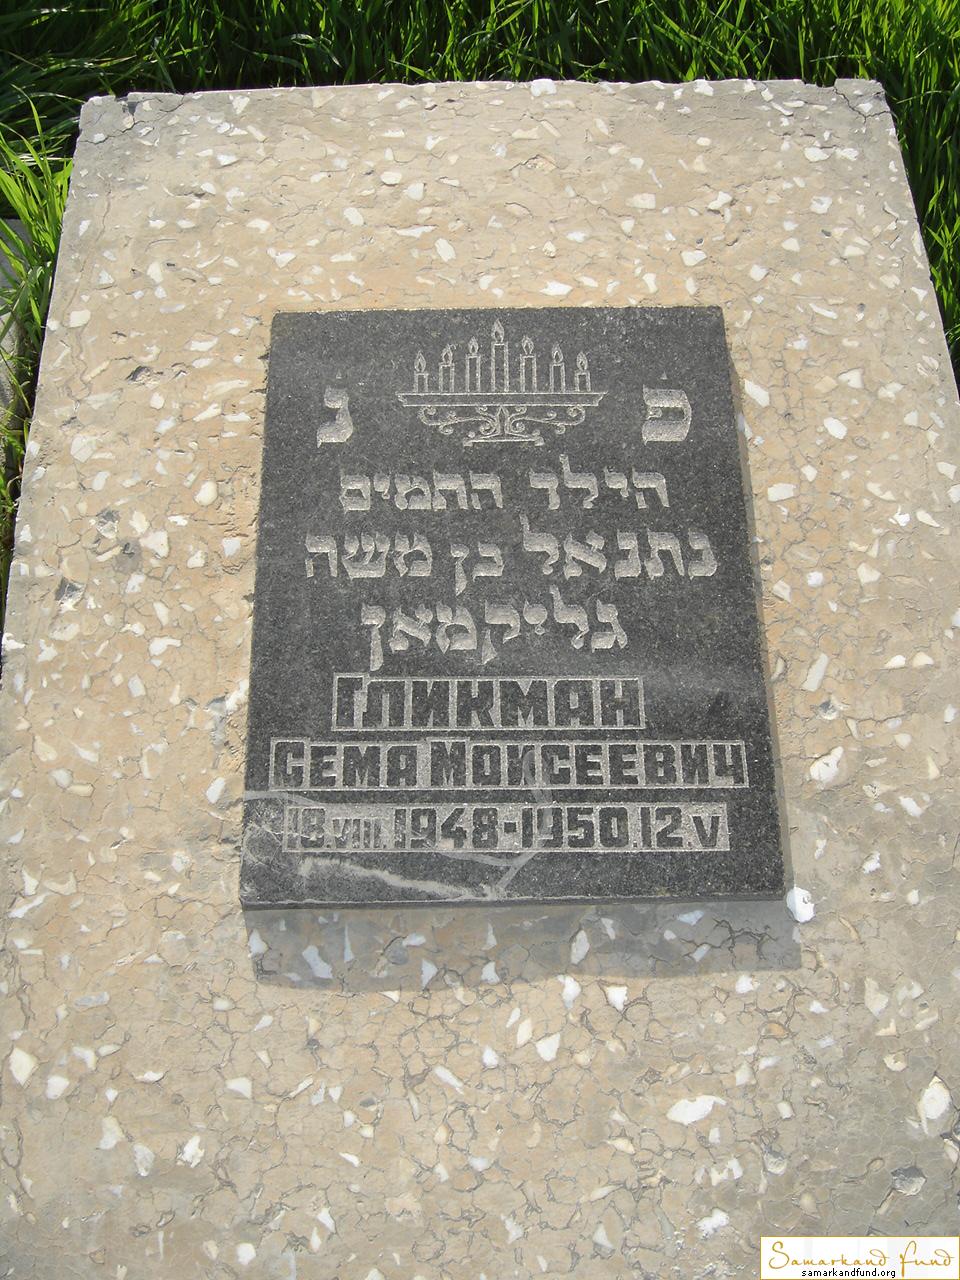 פ נ
הילד התמים
נתנאל בן משה
גליקמאן
ГЛИКМАН
СЕМА МОИСЕЕВИЧ
18.VIII.1948-1950.12.V
Samarkand fund
samarkandfund.org